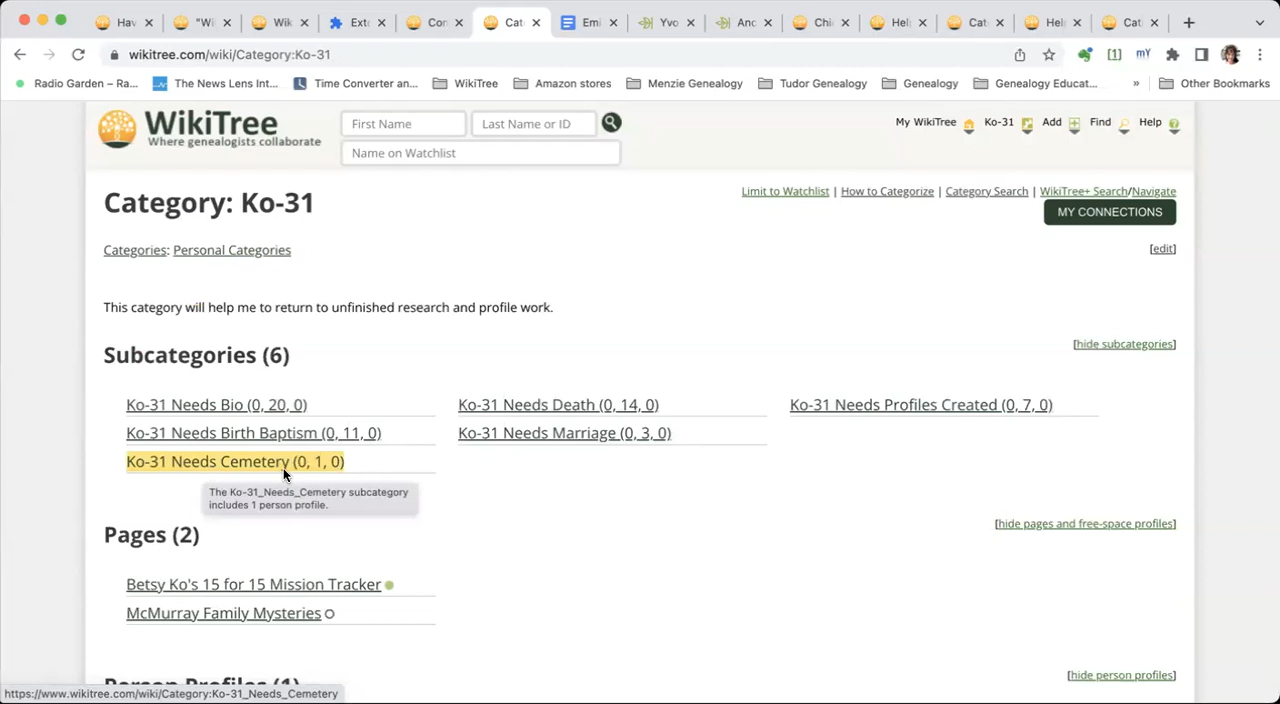 Hav
"Wi
Wik
Exte
Con
Cat
Emi
Yvo
Anc
Chi
Help
Cat
Help
Cat
wikitree.com/wiki/Category:Ko-31
Radio Garden – Ra...
The News Lens Int...
Time Converter an...
WikiTree
Amazon stores
Menzie Genealogy
Tudor Genealogy
Genealogy
Genealogy Educat...
»
Other Bookmarks
WikiTree
Where genealogists collaborate
First Name
Last Name or ID
Name on Watchlist
My WikiTree
Ko-31
Add
Find
Help
Category: Ko-31
Limit to Watchlist | How to Categorize | Category Search | WikiTree+ Search/Navigate
MY CONNECTIONS
Categories: Personal Categories
[edit]
This category will help me to return to unfinished research and profile work.
Subcategories (6)
[hide subcategories]
Ko-31 Needs Bio (0, 20, 0)
Ko-31 Needs Death (0, 14, 0)
Ko-31 Needs Profiles Created (0, 7, 0)
Ko-31 Needs Birth Baptism (0, 11, 0)
Ko-31 Needs Marriage (0, 3, 0)
Ko-31 Needs Cemetery (0, 1, 0)
The Ko-31_Needs_Cemetery subcategory
includes 1 person profile.
Pages (2)
[hide pages and free-space profiles]
Betsy Ko's 15 for 15 Mission Tracker
McMurray Family Mysteries
Person Profiles (1)
[hide person profiles]
https://www.wikitree.com/wiki/Category:Ko-31_Needs_Cemetery